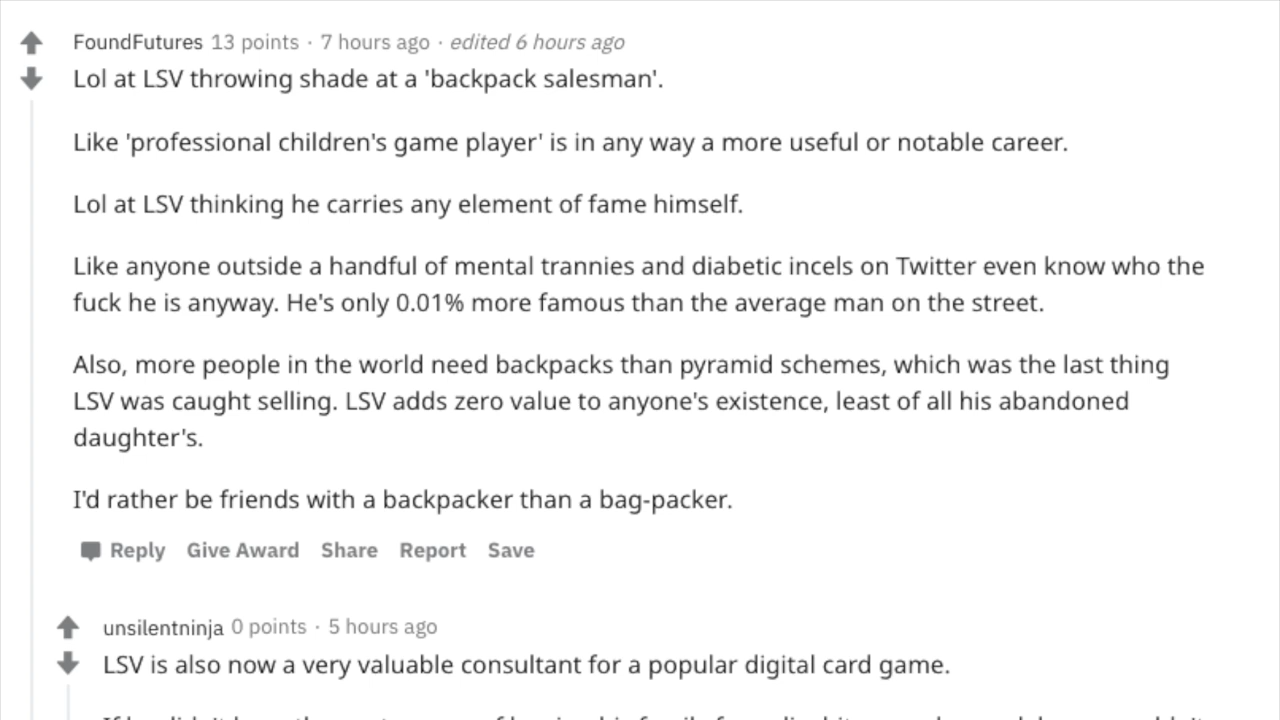 FoundFutures 13 points · 7 hours ago · edited 6 hours ago
Lol at LSV throwing shade at a 'backpack salesman'.
Like 'professional children's game player' is in any way a more useful or notable career.
Lol at LSV thinking he carries any element of fame himself.
Like anyone outside a handful of mental trannies and diabetic incels on Twitter even know who the
fuck he is anyway. He's only 0.01% more famous than the average man on the street.
Also, more people in the world need backpacks than pyramid schemes, which was the last thing
LSV was caught selling. LSV adds zero value to anyone's existence, least of all his abandoned
daughter's.
I'd rather be friends with a backpacker than a bag-packer.
Reply Give Award Share Report Save
unsilentninja 0 points · 5 hours ago
LSV is also now a very valuable consultant for a popular digital card game.